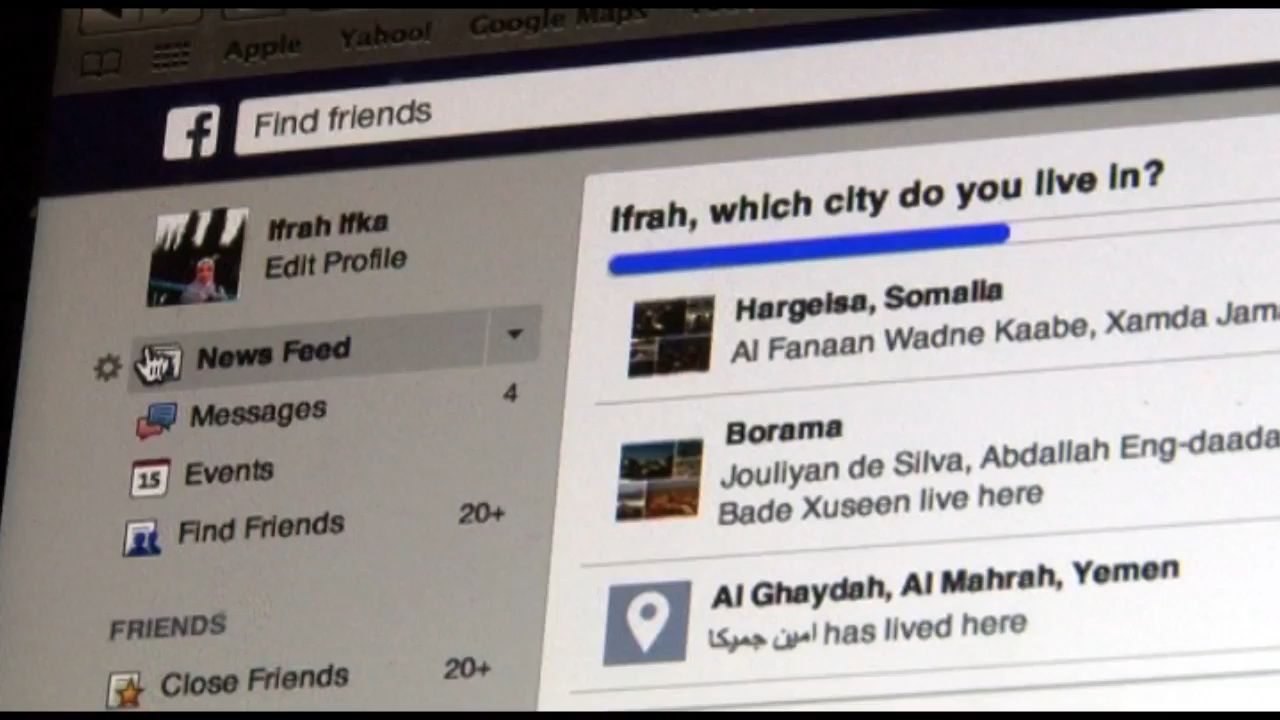 Apple Yahoo! Google Maps
Find friends
Ifrah Ifka
Edit Profile
News Feed
Messages 4
Events
Find Friends 20+
FRIENDS
Close Friends 20+
Ifrah, which city do you live in?
Hargeisa, Somalia
Al Fanaan Wadne Kaabe, Xamda Jam
Borama
Jouliyan de Silva, Abdallah Eng-daada
Bade Xuseen live here
Al Ghaydah, Al Mahrah, Yemen
امين جمركا has lived here
15